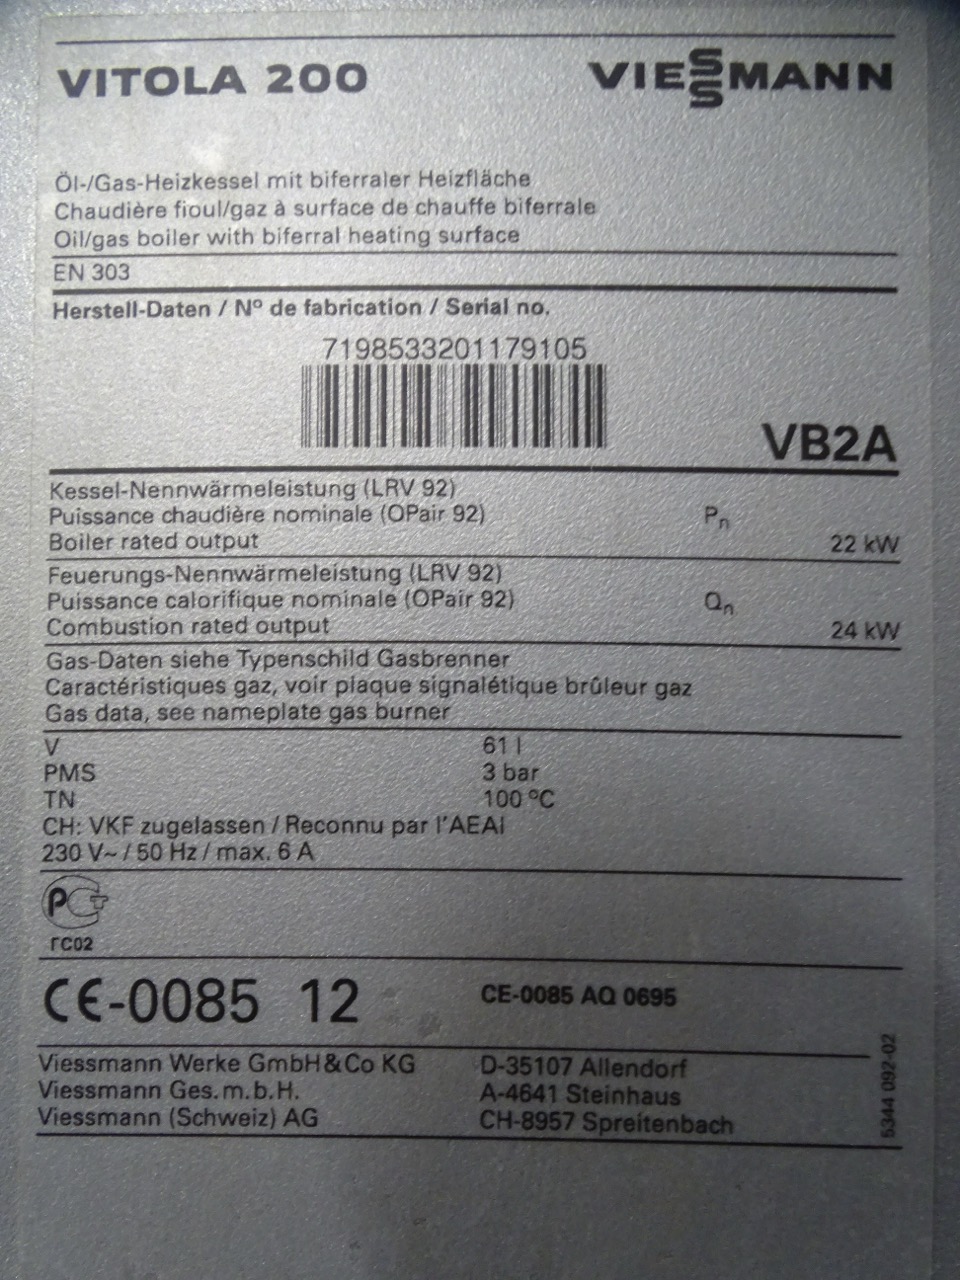 VITOLA 200 VIESSMANN
Öl-/Gas-Heizkessel mit biferraler Heizfläche
Chaudière fioul/gaz à surface de chauffe biferrale
Oil/gas boiler with biferral heating surface
EN 303
Herstell-Daten / Nº de fabrication / Serial no.
7198533201179105
VB2A
Kessel-Nennwärmeleistung (LRV 92)
Puissance chaudière nominale (OPair 92) Pn
Boiler rated output 22 kW
Feuerungs-Nennwärmeleistung (LRV 92)
Puissance calorifique nominale (OPair 92) Qn
Combustion rated output 24 kW
Gas-Daten siehe Typenschild Gasbrenner
Caractéristiques gaz, voir plaque signalétique brûleur gaz
Gas data, see nameplate gas burner
V 61 l
PMS 3 bar
TN 100 ºC
CH: VKF zugelassen / Reconnu par l'AEAI
230 V~ / 50 Hz / max. 6 A
РСТ
ГС02
CE-0085 12 CE-0085 AQ 0695
Viessmann Werke GmbH&Co KG D-35107 Allendorf
Viessmann Ges.m.b.H. A-4641 Steinhaus
Viessmann (Schweiz) AG CH-8957 Spreitenbach
5344 092-02